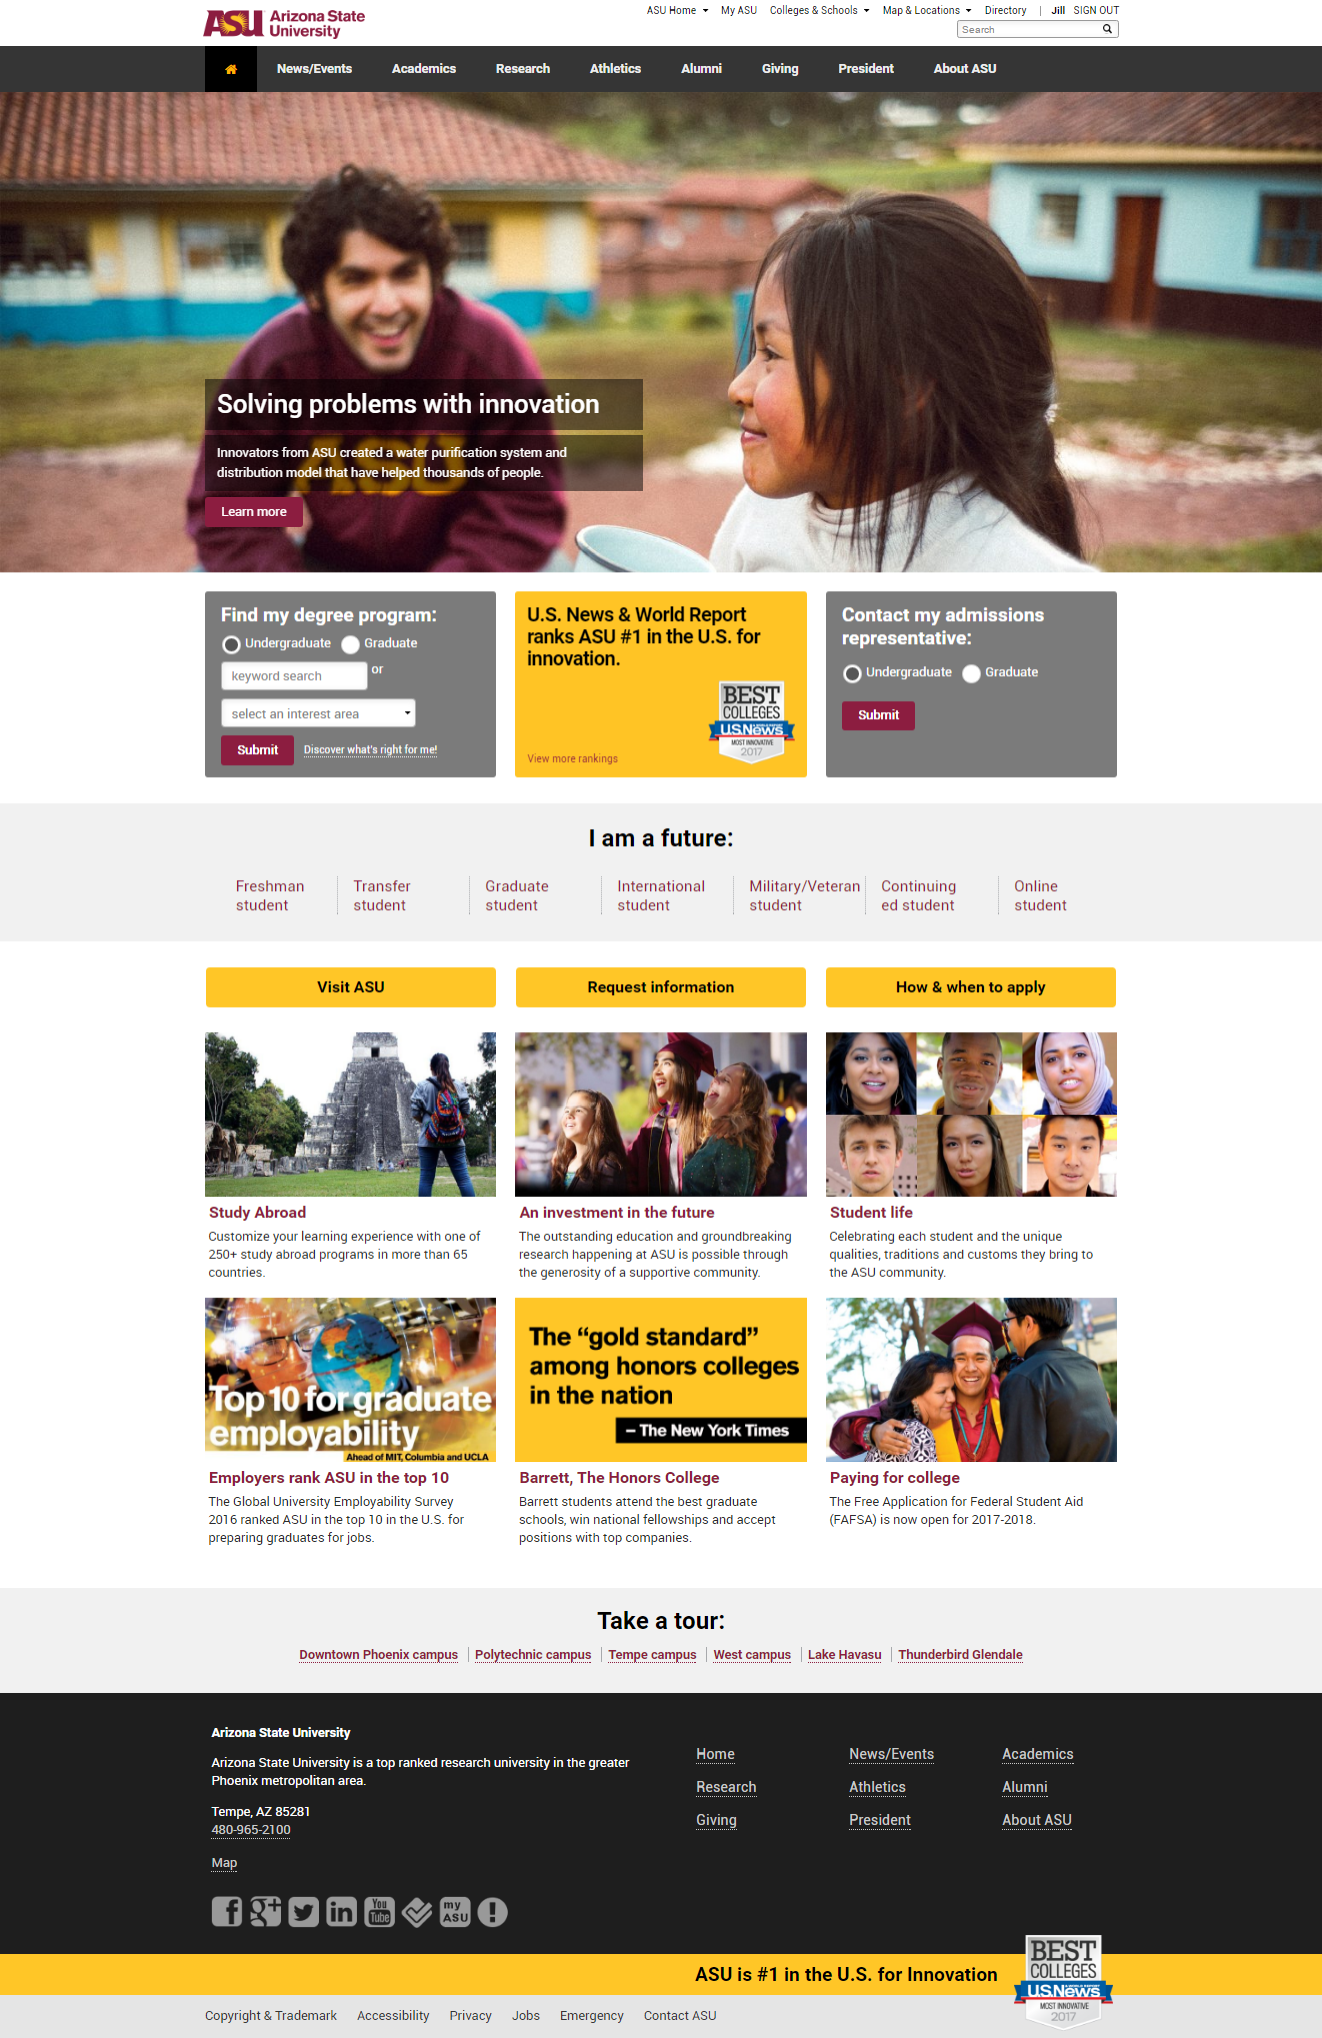 ASU Arizona State
University
ASU Home My ASU Colleges & Schools Map & Locations Directory | Jill SIGN OUT
Search
News/Events Academics Research Athletics Alumni Giving President About ASU
Solving problems with innovation
Innovators from ASU created a water purification system and
distribution model that have helped thousands of people.
Learn more
Find my degree program:
Undergraduate Graduate
keyword search or
select an interest area
Submit Discover what's right for me!
U.S. News & World Report
ranks ASU #1 in the U.S. for
innovation.
BEST
COLLEGES
U.S.News
MOST INNOVATIVE
2017
View more rankings
Contact my admissions
representative:
Undergraduate Graduate
Submit
I am a future:
Freshman
student
Transfer
student
Graduate
student
International
student
Military/Veteran
student
Continuing
ed student
Online
student
Visit ASU
Request information
How & when to apply
Study Abroad
Customize your learning experience with one of
250+ study abroad programs in more than 65
countries.
An investment in the future
The outstanding education and groundbreaking
research happening at ASU is possible through
the generosity of a supportive community.
Student life
Celebrating each student and the unique
qualities, traditions and customs they bring to
the ASU community.
Top 10 for graduate
employability
Ahead of MIT, Columbia and UCLA
Employers rank ASU in the top 10
The Global University Employability Survey
2016 ranked ASU in the top 10 in the U.S. for
preparing graduates for jobs.
The “gold standard”
among honors colleges
in the nation
– The New York Times
Barrett, The Honors College
Barrett students attend the best graduate
schools, win national fellowships and accept
positions with top companies.
Paying for college
The Free Application for Federal Student Aid
(FAFSA) is now open for 2017-2018.
Take a tour:
Downtown Phoenix campus Polytechnic campus Tempe campus West campus Lake Havasu Thunderbird Glendale
Arizona State University
Arizona State University is a top ranked research university in the greater
Phoenix metropolitan area.
Tempe, AZ 85281
480-965-2100
Map
Home News/Events Academics
Research Athletics Alumni
Giving President About ASU
You
Tube
my
ASU
ASU is #1 in the U.S. for Innovation
BEST
COLLEGES
U.S.News
MOST INNOVATIVE
2017
Copyright & Trademark Accessibility Privacy Jobs Emergency Contact ASU